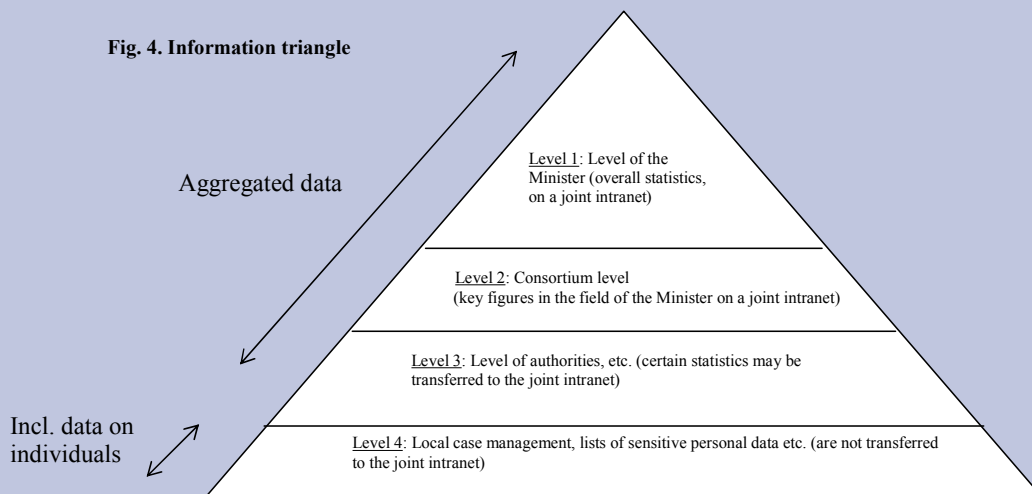 Fig. 4. Information triangle
Aggregated data
Level 1: Level of the
Minister (overall statistics,
on a joint intranet)
Level 2: Consortium level
(key figures in the field of the Minister on a joint intranet)
Level 3: Level of authorities, etc. (certain statistics may be
transferred to the joint intranet)
Incl. data on
individuals
Level 4: Local case management, lists of sensitive personal data etc. (are not transferred
to the joint intranet)